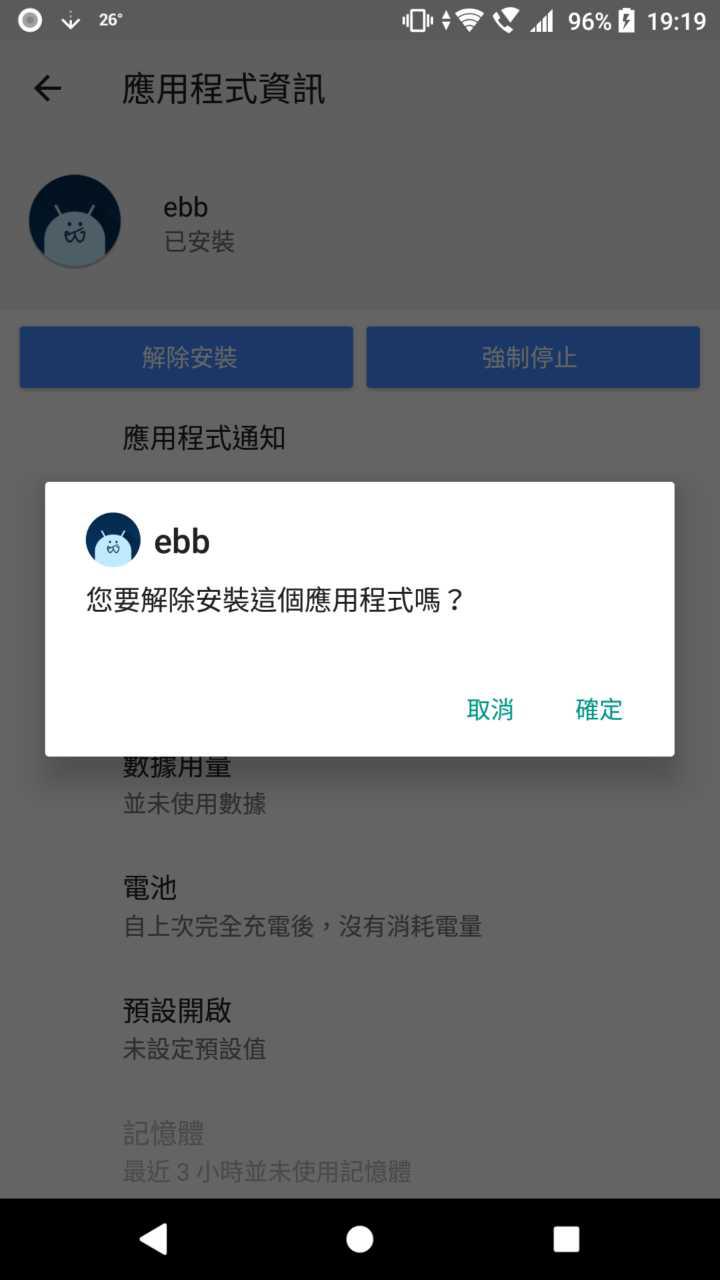 26° 96% 19:19
應用程式資訊
ebb
已安裝
解除安裝 強制停止
應用程式通知
ebb
您要解除安裝這個應用程式嗎？
取消 確定
數據用量
並未使用數據
電池
自上次完全充電後，沒有消耗電量
預設開啟
未設定預設值
記憶體
最近 3 小時並未使用記憶體